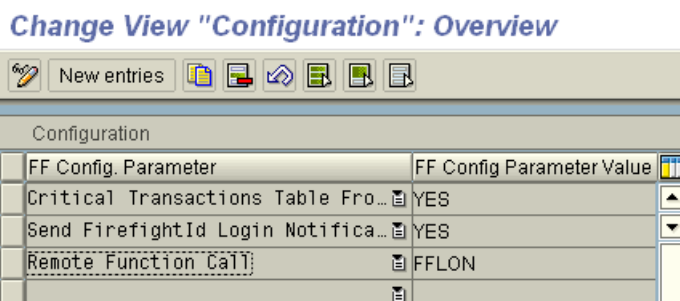 Change View "Configuration": Overview
New entries
Configuration
FF Config. Parameter FF Config Parameter Value
Critical Transactions Table Fro… YES
Send FirefightId Login Notifica… YES
Remote Function Call FFLON